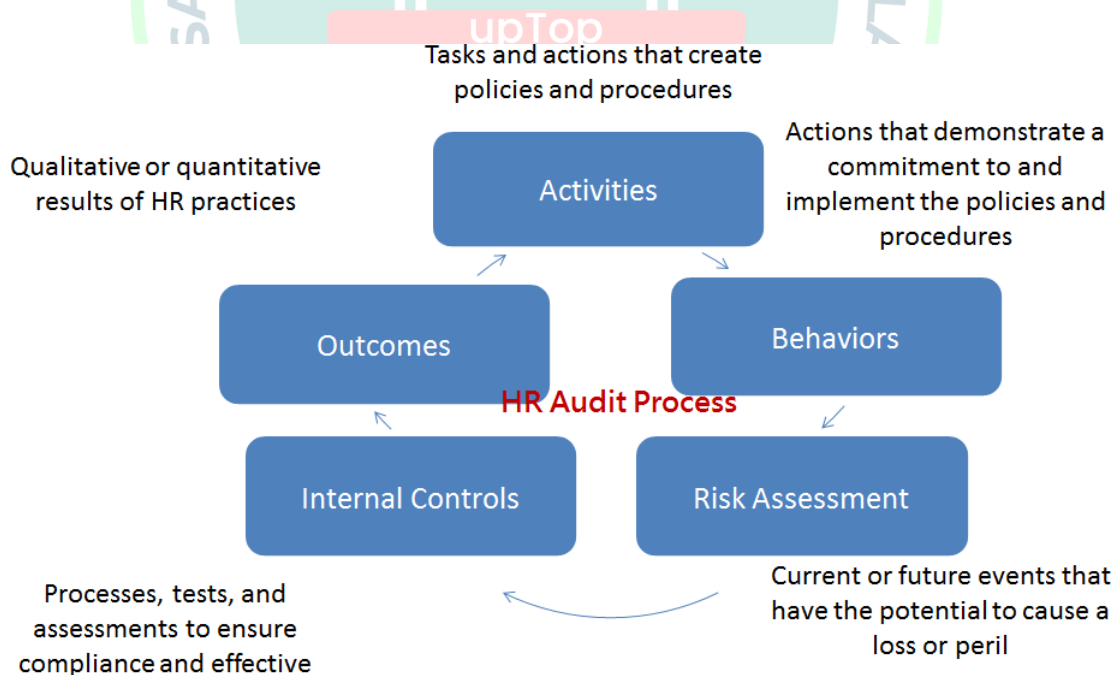 SA
LA
upTop
Tasks and actions that create
policies and procedures
Activities
Actions that demonstrate a
commitment to and
implement the policies and
procedures
Qualitative or quantitative
results of HR practices
Outcomes
Behaviors
HR Audit Process
Internal Controls
Risk Assessment
Processes, tests, and
assessments to ensure
compliance and effective
Current or future events that
have the potential to cause a
loss or peril